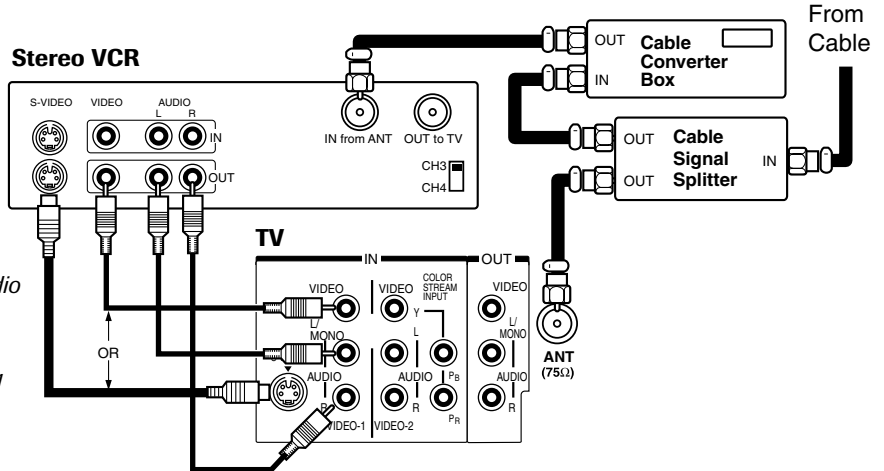 From
Cable
Stereo VCR
OUT
Cable
Converter
Box
IN
S-VIDEO VIDEO AUDIO
L R
IN
IN from ANT OUT to TV
OUT
CH3
CH4
OUT Cable
Signal
Splitter
OUT
IN
TV
IN OUT
VIDEO VIDEO COLOR
STREAM
INPUT
VIDEO
Y
L/
MONO
L
L/
MONO
PB
AUDIO AUDIO AUDIO
R R PR R
VIDEO-1 VIDEO-2
OR
ANT
(75Ω)